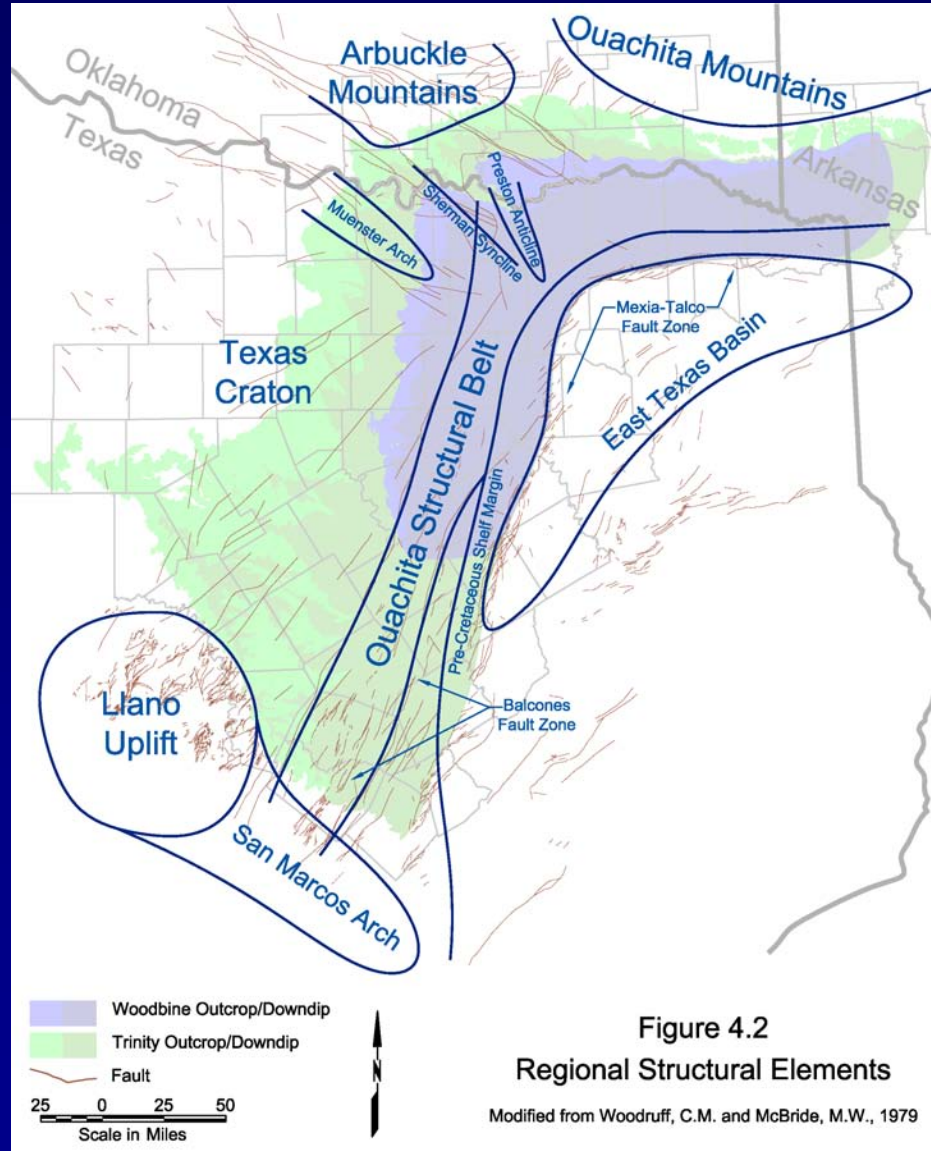 Arbuckle
Mountains
Ouachita Mountains
Oklahoma
Texas
Arkansas
Muenster Arch
Sherman Syncline
Preston Anticline
Texas
Craton
Ouachita Structural Belt
Mexia-Talco
Fault Zone
East Texas Basin
Pre-Cretaceous Shelf Margin
Llano
Uplift
Balcones
Fault Zone
San Marcos Arch
Woodbine Outcrop/Downdip
Trinity Outcrop/Downdip
Fault
25 0 25 50
Scale in Miles
N
Figure 4.2
Regional Structural Elements
Modified from Woodruff, C.M. and McBride, M.W., 1979